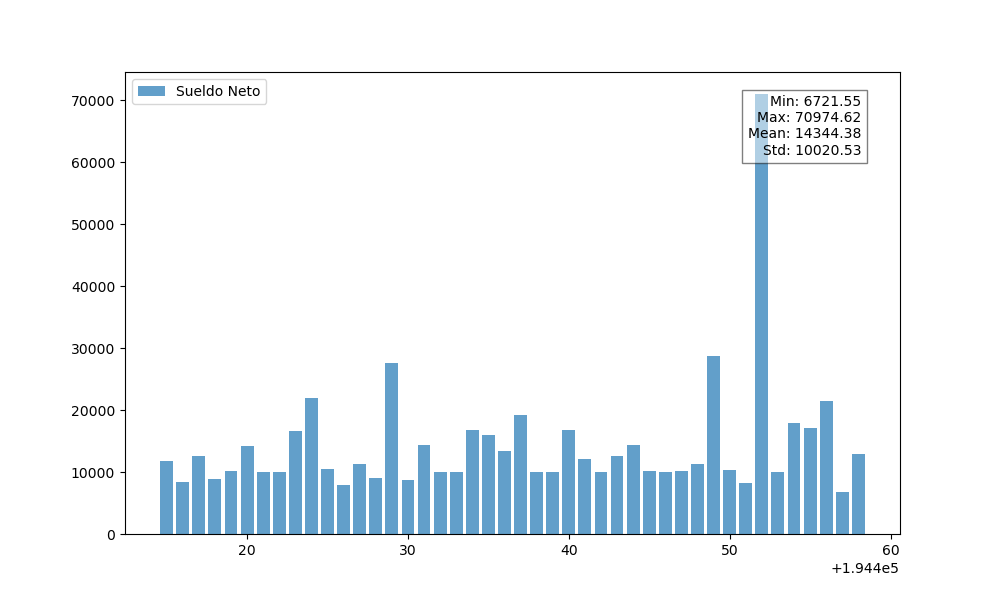 Sueldo Neto
Min: 6721.55
Max: 70974.62
Mean: 14344.38
Std: 10020.53
70000
60000
50000
40000
30000
20000
10000
0
20 30 40 50 60
+1.944e5